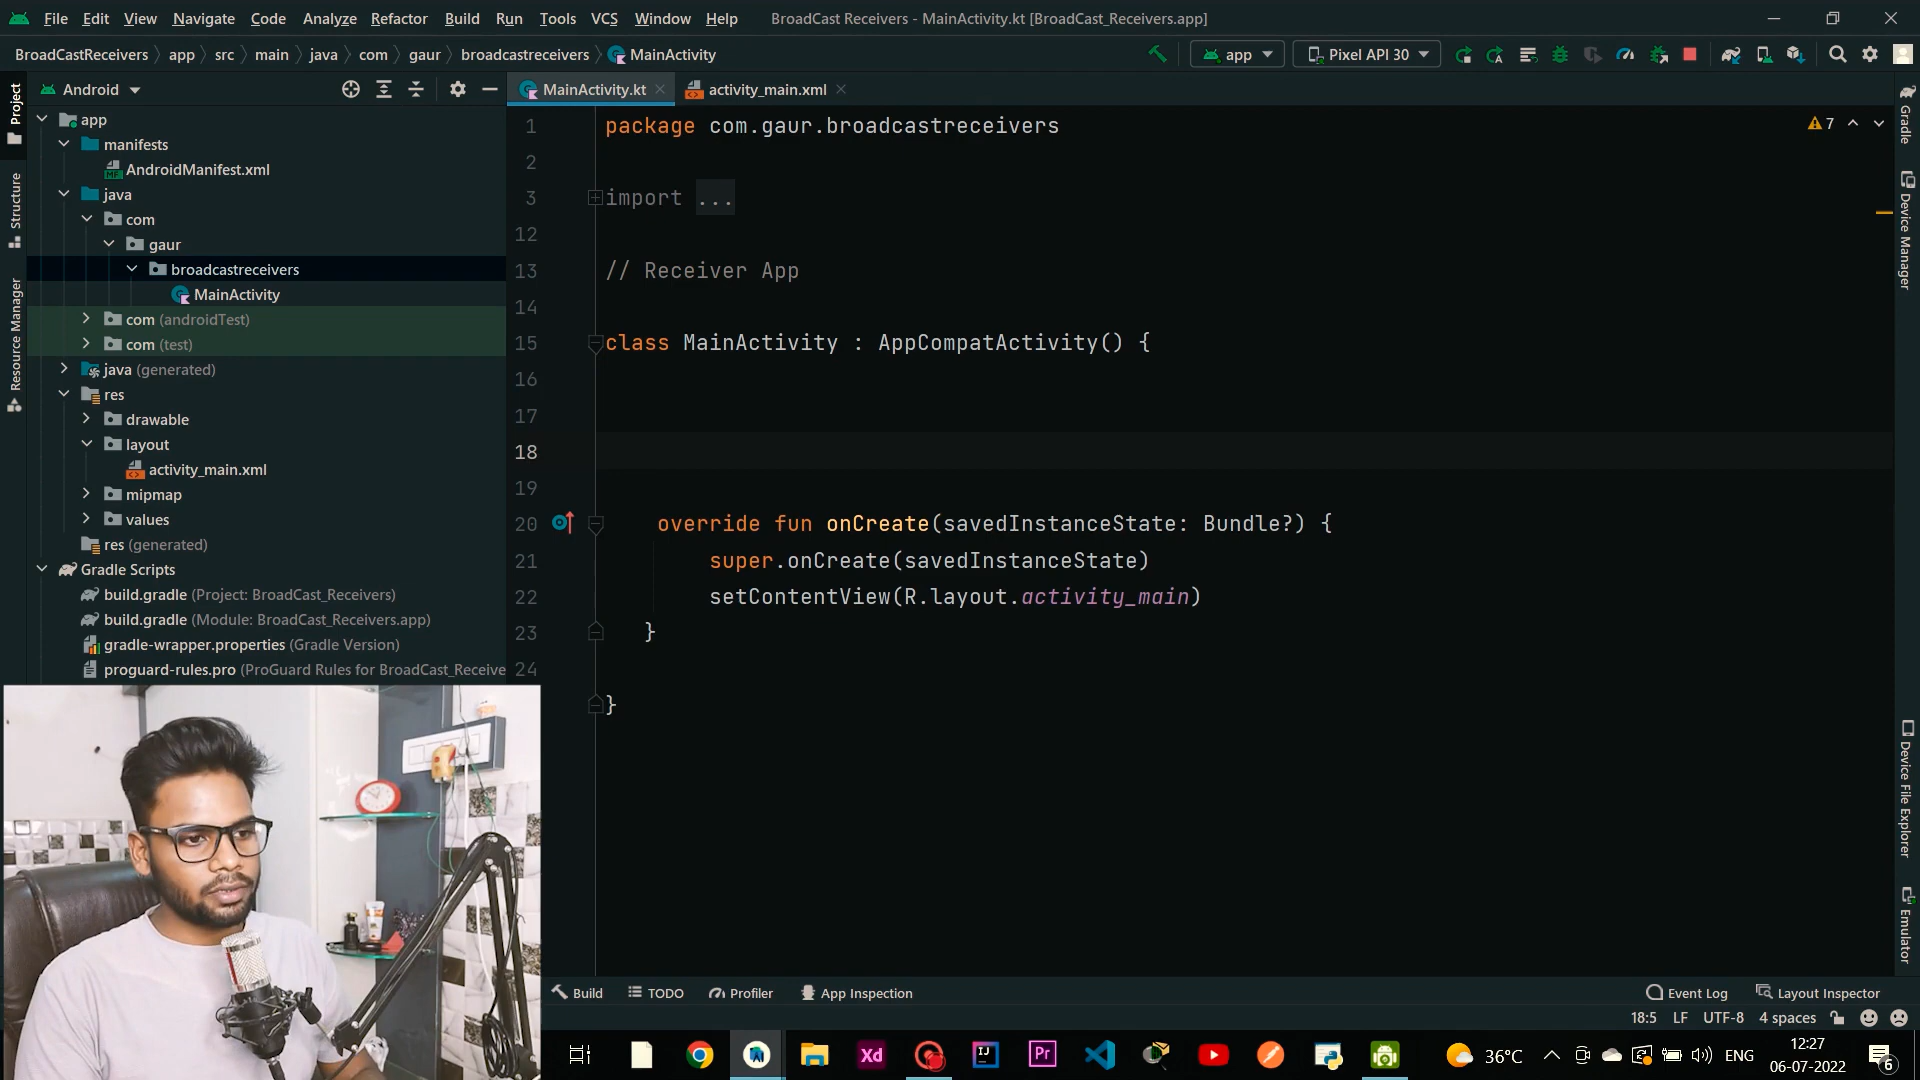 File Edit View Navigate Code Analyze Refactor Build Run Tools VCS Window Help BroadCast Receivers - MainActivity.kt [BroadCast_Receivers.app]
BroadCastReceivers app src main java com gaur broadcastreceivers MainActivity app Pixel API 30
Android
MainActivity.kt activity_main.xml
Project
Structure
Resource Manager
app
manifests
AndroidManifest.xml
java
com
gaur
broadcastreceivers
MainActivity
com (androidTest)
com (test)
java (generated)
res
drawable
layout
activity_main.xml
mipmap
values
res (generated)
Gradle Scripts
build.gradle (Project: BroadCast_Receivers)
build.gradle (Module: BroadCast_Receivers.app)
gradle-wrapper.properties (Gradle Version)
proguard-rules.pro (ProGuard Rules for BroadCast_Receive
1 package com.gaur.broadcastreceivers
2
3 import ...
12
13 // Receiver App
14
15 class MainActivity : AppCompatActivity() {
16
17
18
19
20 override fun onCreate(savedInstanceState: Bundle?) {
21 super.onCreate(savedInstanceState)
22 setContentView(R.layout.activity_main)
23 }
24
}
7
Gradle
Device Manager
Device File Explorer
Emulator
Build TODO Profiler App Inspection Event Log Layout Inspector
18:5 LF UTF-8 4 spaces
Xd IJ Pr 36°C ENG 12:27
06-07-2022 6